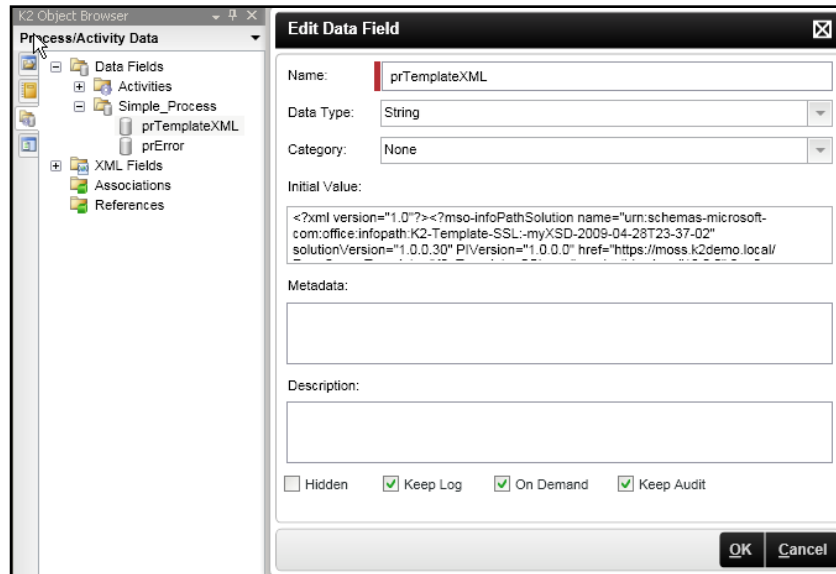 K2 Object Browser
Process/Activity Data
Data Fields
Activities
Simple_Process
prTemplateXML
prError
XML Fields
Associations
References
Edit Data Field
Name: prTemplateXML
Data Type: String
Category: None
Initial Value:
<?xml version="1.0"?><?mso-infoPathSolution name="urn:schemas-microsoft-
com:office:infopath:K2-Template-SSL:-myXSD-2009-04-28T23-37-02"
solutionVersion="1.0.0.30" PIVersion="1.0.0.0" href="https://moss.k2demo.local/
Metadata:
Description:
Hidden Keep Log On Demand Keep Audit
OK Cancel